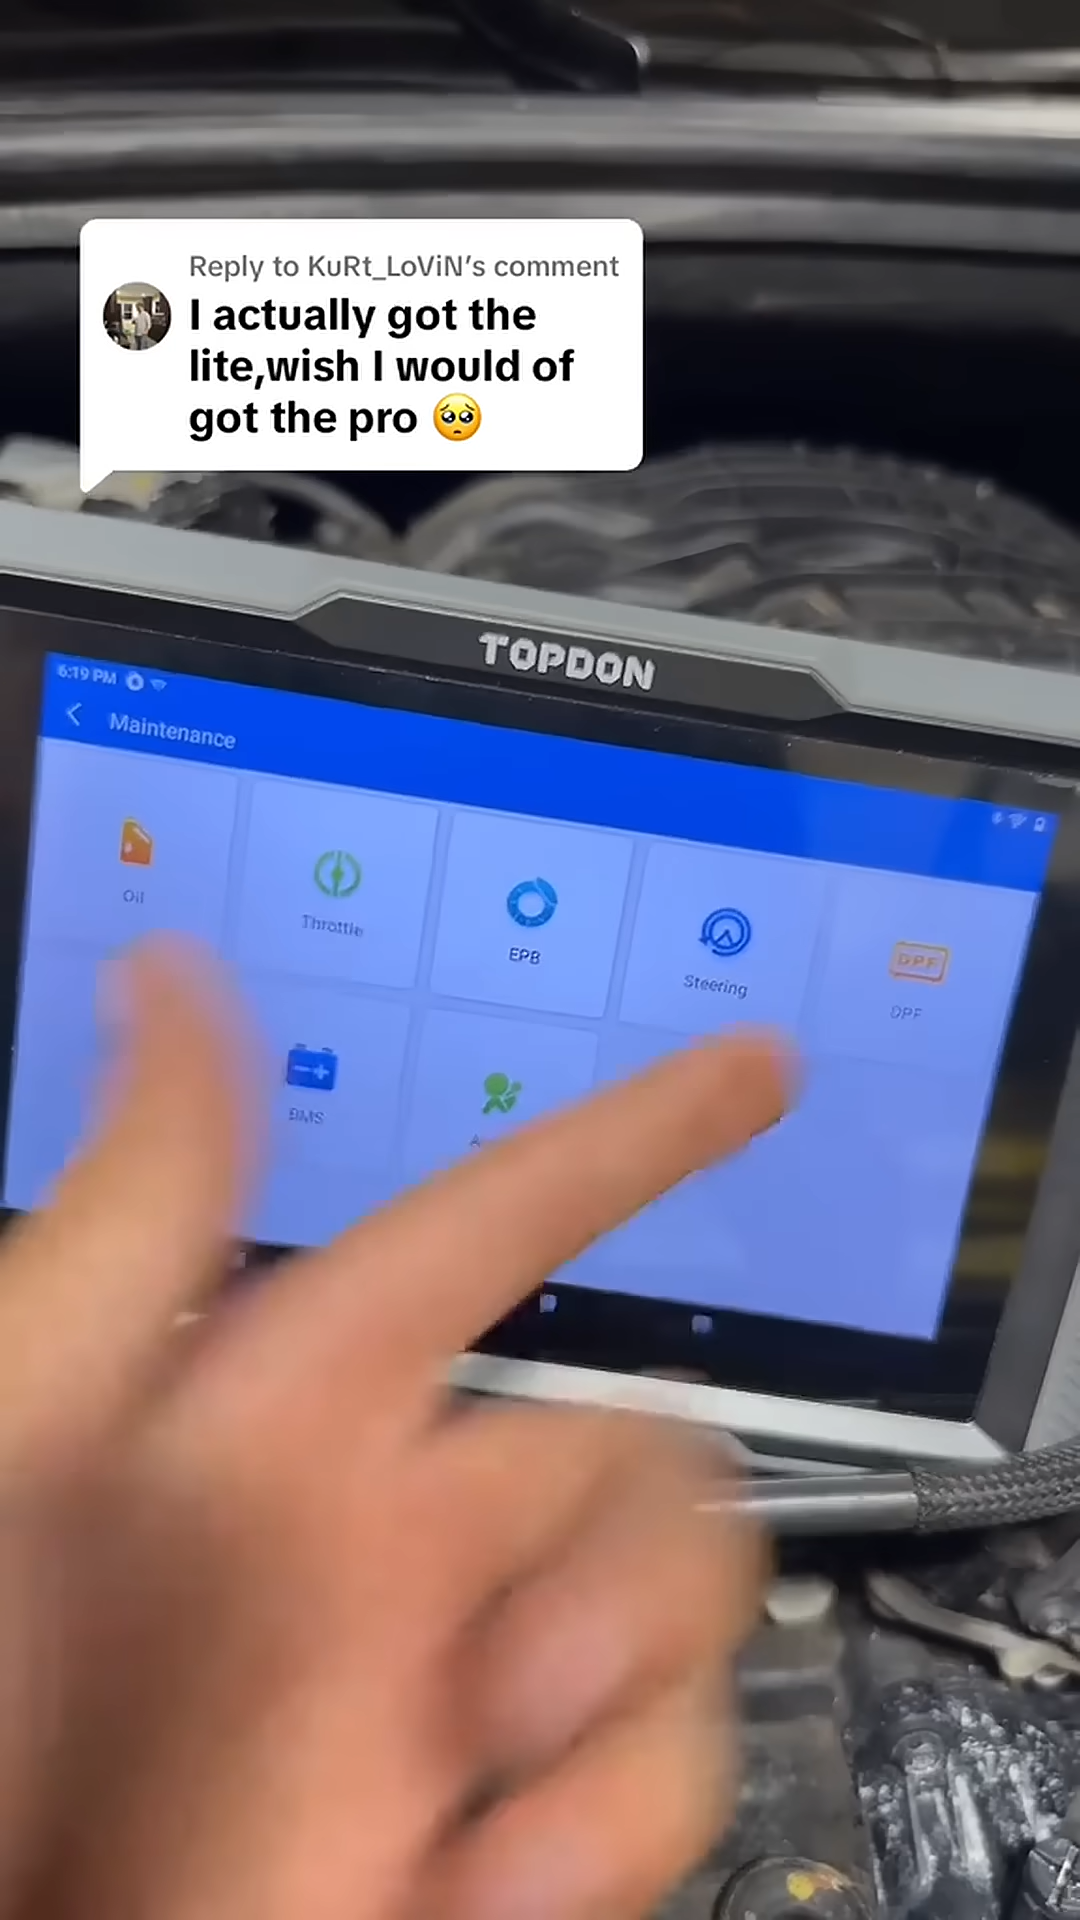 Reply to KuRt_LoViN's comment
I actually got the
lite,wish I would of
got the pro 🥺
TOPDON
6:19 PM
Maintenance
Oil
Throttle
EPB
Steering
DPF
DPF
BMS